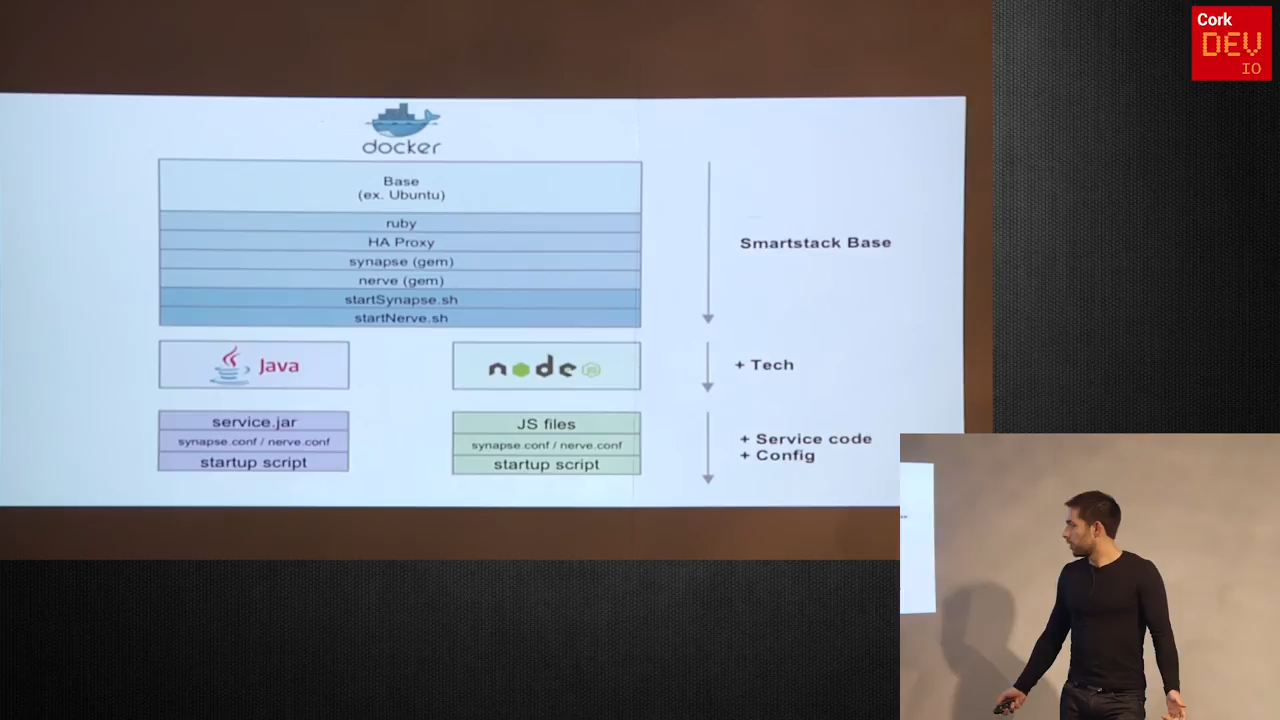 Cork
DEV
IO
docker
Base
(ex. Ubuntu)
ruby
HA Proxy
synapse (gem)
nerve (gem)
startSynapse.sh
startNerve.sh
Smartstack Base
Java
node
JS
+ Tech
service.jar
synapse.conf / nerve.conf
startup script
JS files
synapse.conf / nerve.conf
startup script
+ Service code
+ Config